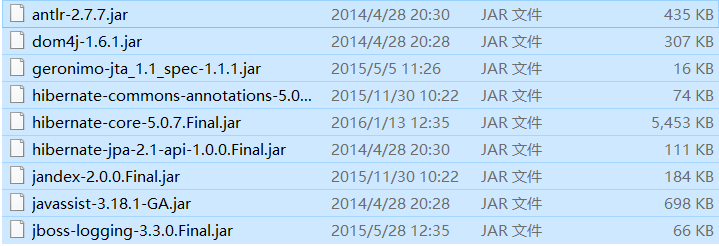 antlr-2.7.7.jar 2014/4/28 20:30 JAR 文件 435 KB
dom4j-1.6.1.jar 2014/4/28 20:28 JAR 文件 307 KB
geronimo-jta_1.1_spec-1.1.1.jar 2015/5/5 11:26 JAR 文件 16 KB
hibernate-commons-annotations-5.0... 2015/11/30 10:22 JAR 文件 74 KB
hibernate-core-5.0.7.Final.jar 2016/1/13 12:35 JAR 文件 5,453 KB
hibernate-jpa-2.1-api-1.0.0.Final.jar 2014/4/28 20:30 JAR 文件 111 KB
jandex-2.0.0.Final.jar 2015/11/30 10:22 JAR 文件 184 KB
javassist-3.18.1-GA.jar 2014/4/28 20:28 JAR 文件 698 KB
jboss-logging-3.3.0.Final.jar 2015/5/28 12:35 JAR 文件 66 KB